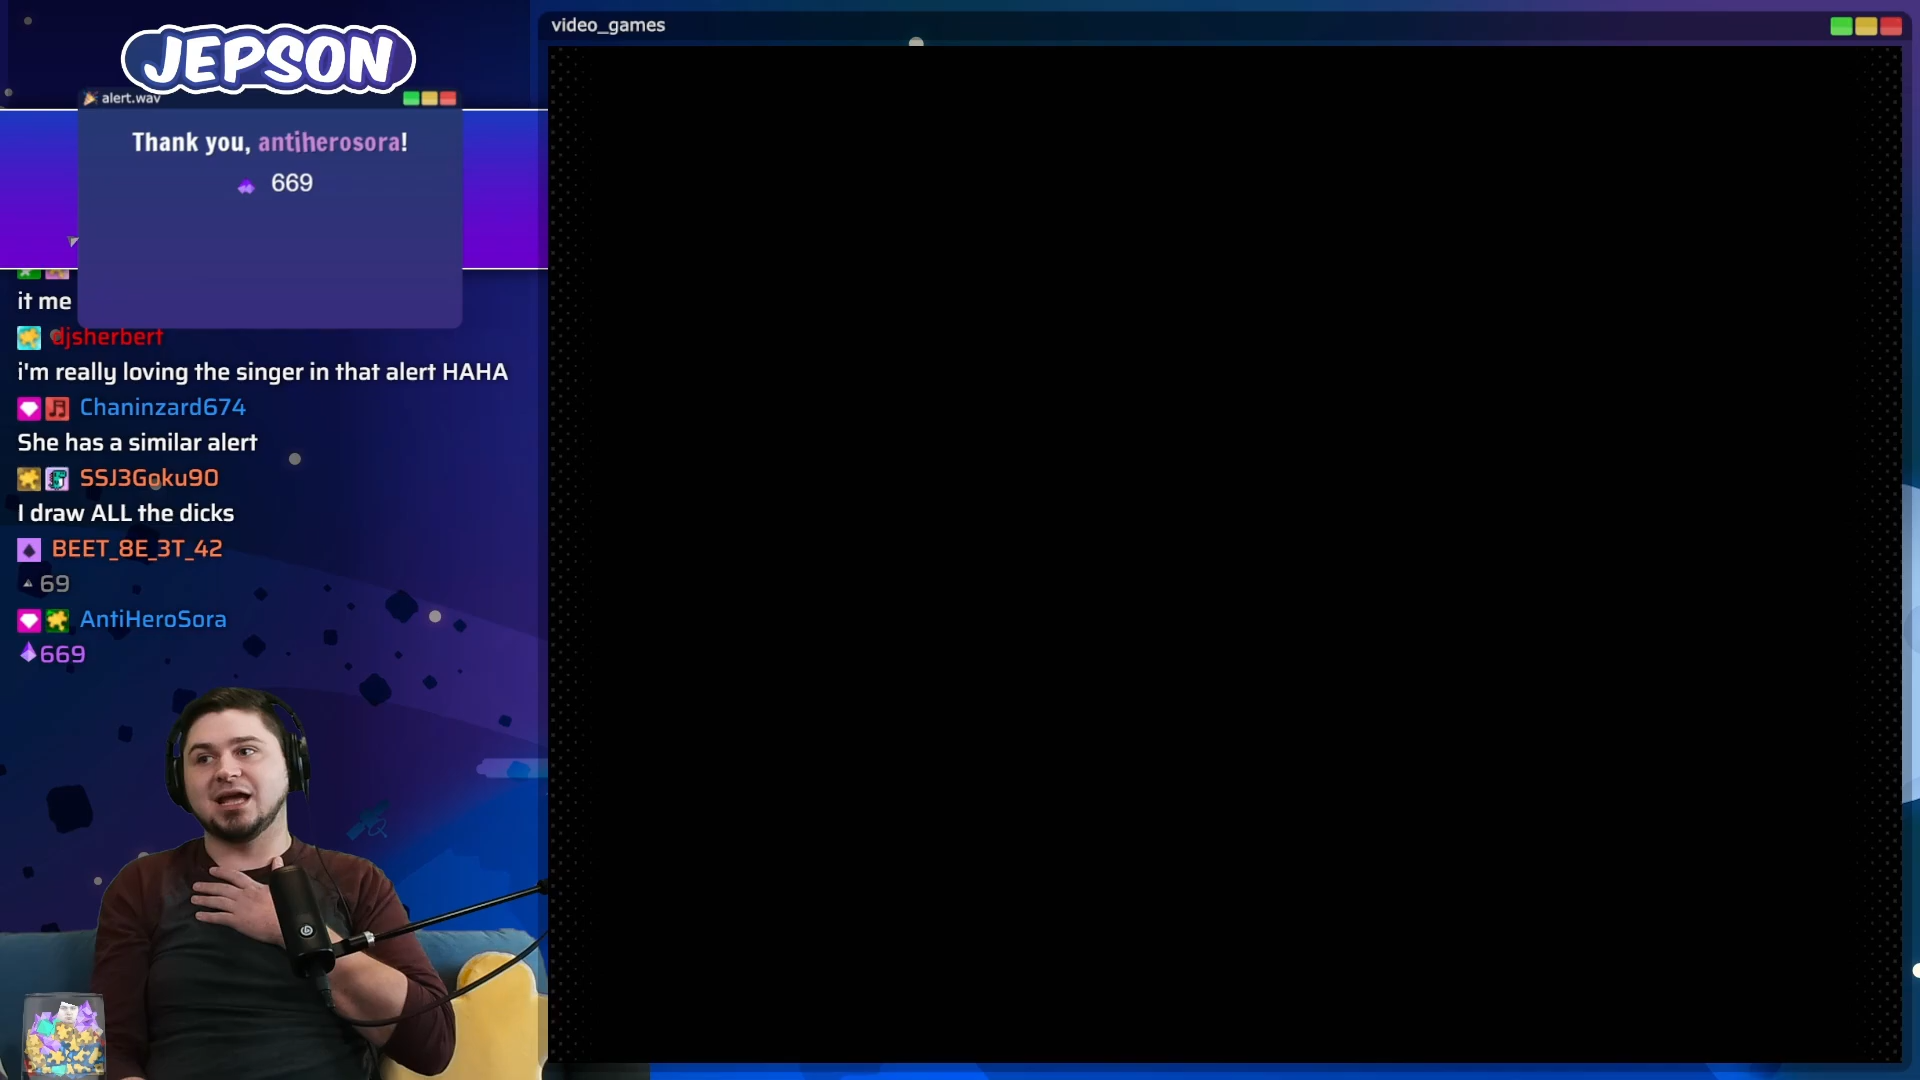 JEPSON
video_games
alert.wav
Thank you, antiherosora!
669
it me
djsherbert
i'm really loving the singer in that alert HAHA
Chaninzard674
She has a similar alert
SSJ3Goku90
I draw ALL the dicks
BEET_8E_3T_42
69
AntiHeroSora
669